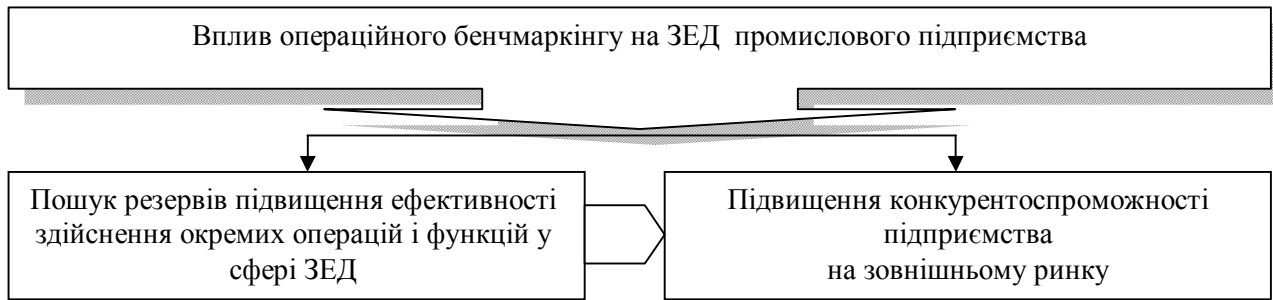 Вплив операційного бенчмаркінгу на ЗЕД промислового підприємства
Пошук резервів підвищення ефективності
здійснення окремих операцій і функцій у
сфері ЗЕД
Підвищення конкурентоспроможності
підприємства
на зовнішньому ринку